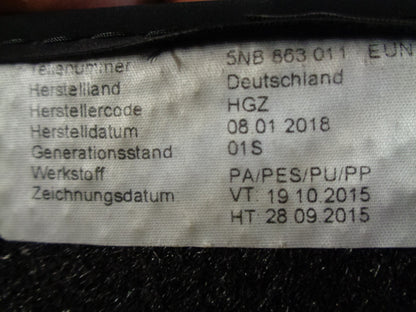 Teilenummer 5NB 863 011 EUN
Herstelland Deutschland
Herstellercode HGZ
Herstelldatum 08.01 2018
Generationsstand 01S
Werkstoff PA/PES/PU/PP
Zeichnungsdatum: VT: 19 10.2015
HT: 28 09.2015